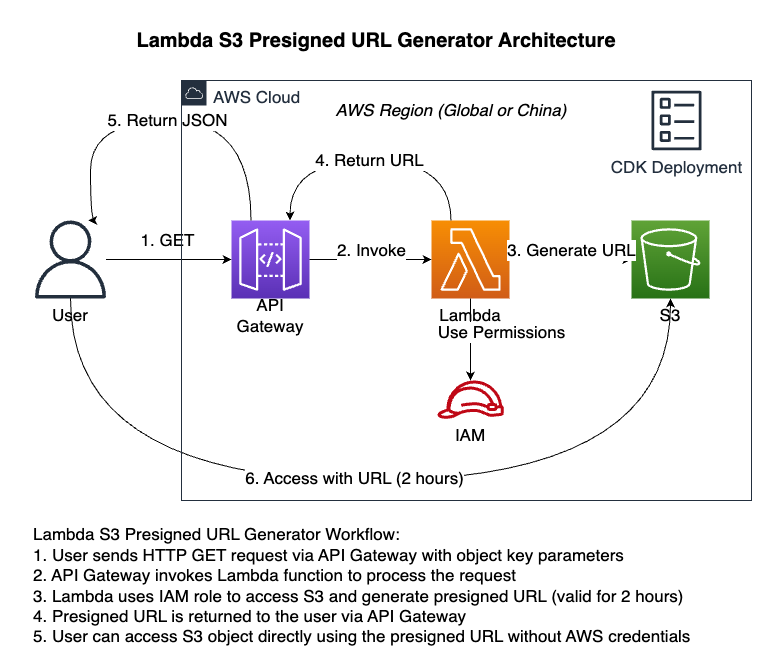 Lambda S3 Presigned URL Generator Architecture
AWS Cloud
AWS Region (Global or China)
5. Return JSON
4. Return URL
CDK Deployment
1. GET
2. Invoke
3. Generate URL
</>
User
API
Gateway
Lambda
Use Permissions
S3
IAM
6. Access with URL (2 hours)
Lambda S3 Presigned URL Generator Workflow:
1. User sends HTTP GET request via API Gateway with object key parameters
2. API Gateway invokes Lambda function to process the request
3. Lambda uses IAM role to access S3 and generate presigned URL (valid for 2 hours)
4. Presigned URL is returned to the user via API Gateway
5. User can access S3 object directly using the presigned URL without AWS credentials